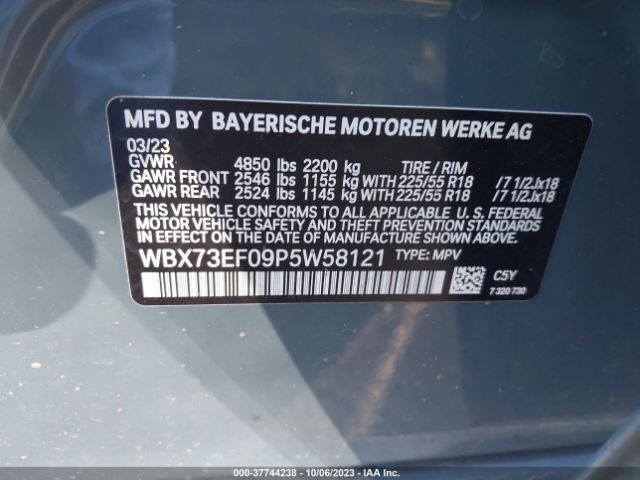 MFD BY BAYERISCHE MOTOREN WERKE AG
03/23
GVWR 4850 lbs 2200 kg TIRE / RIM
GAWR FRONT 2546 lbs 1155 kg WITH 225/55 R18 /7 1/2Jx18
GAWR REAR 2524 lbs 1145 kg WITH 225/55 R18 /7 1/2Jx18
THIS VEHICLE CONFORMS TO ALL APPLICABLE U. S. FEDERAL
MOTOR VEHICLE SAFETY AND THEFT PREVENTION STANDARDS
IN EFFECT ON THE DATE OF MANUFACTURE SHOWN ABOVE.
WBX73EF09P5W58121 TYPE: MPV
C5Y
7 320 730
000-37744238 - 10/06/2023 - IAA Inc.